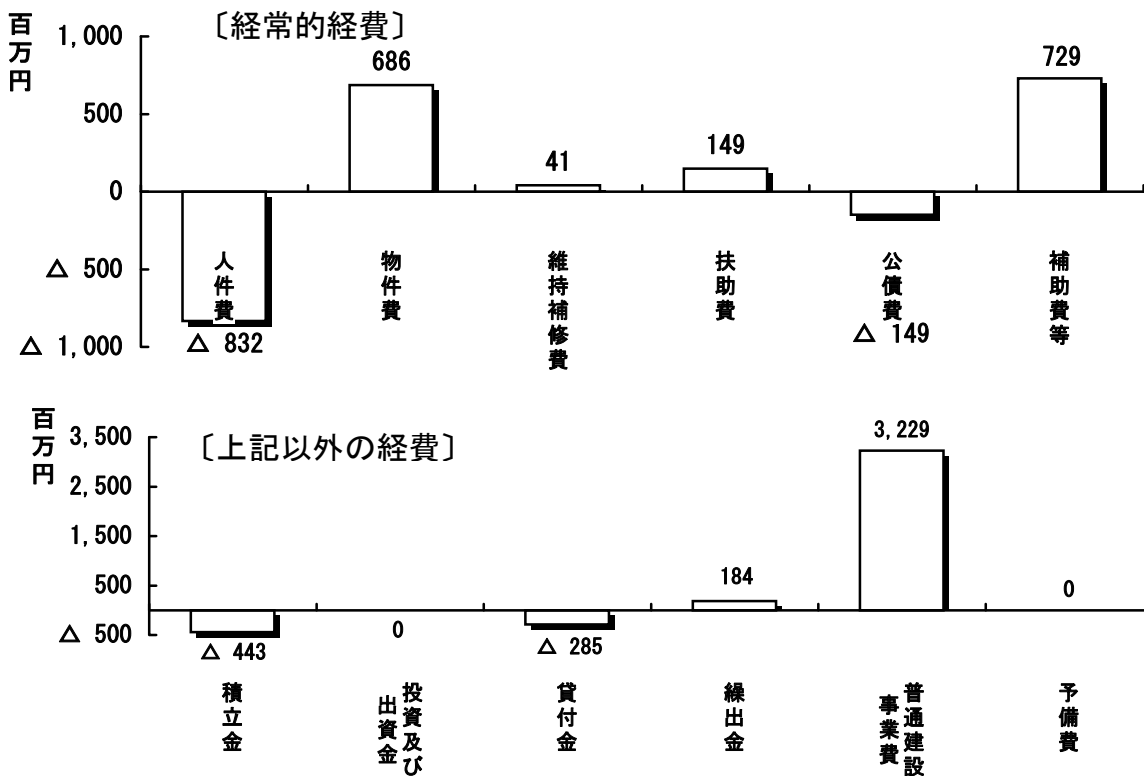 百万円
〔経常的経費〕
1,000
500
0
△ 500
△ 1,000
686
41
149
729
人件費
物件費
維持補修費
扶助費
公債費
補助費等
△ 832
△ 149
百万円
〔上記以外の経費〕
3,500
2,500
1,500
500
△ 500
3,229
184
0
0
△ 443
△ 285
積立金
投資及び
出資金
貸付金
繰出金
普通建設
事業費
予備費